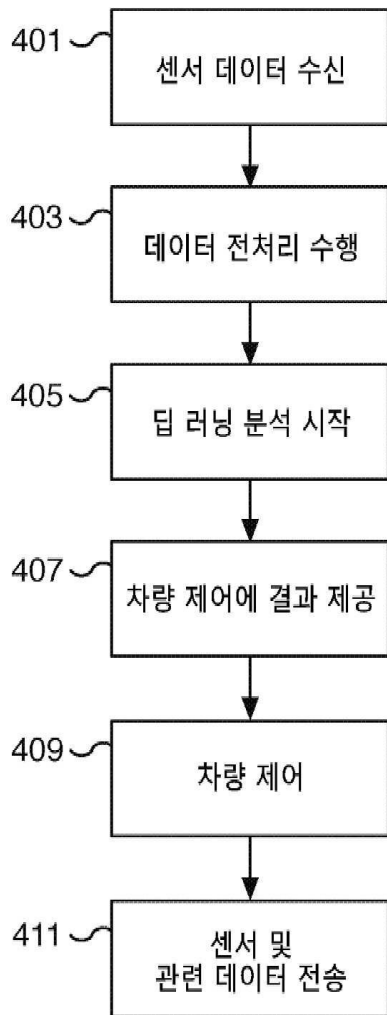 401
센서 데이터 수신
403
데이터 전처리 수행
405
딥 러닝 분석 시작
407
차량 제어에 결과 제공
409
차량 제어
411
센서 및
관련 데이터 전송